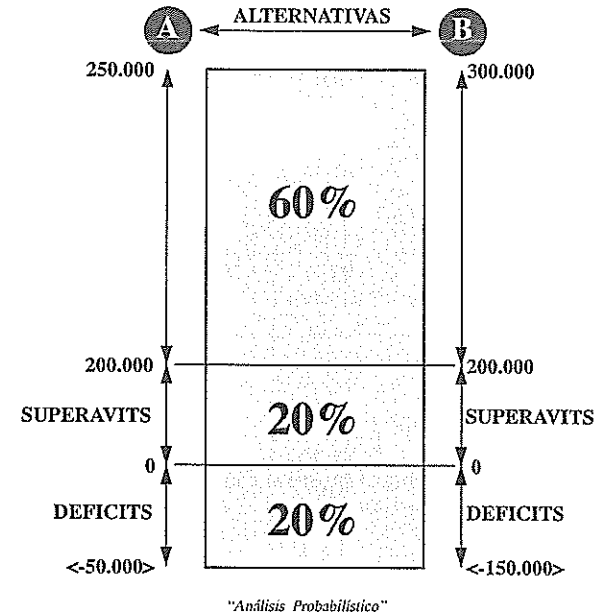 ALTERNATIVAS
A B
250.000 300.000
60%
200.000 200.000
SUPERAVITS 20% SUPERAVITS
0 0
DEFICITS 20% DEFICITS
<-50.000> <-150.000>
"Análisis Probabilístico"